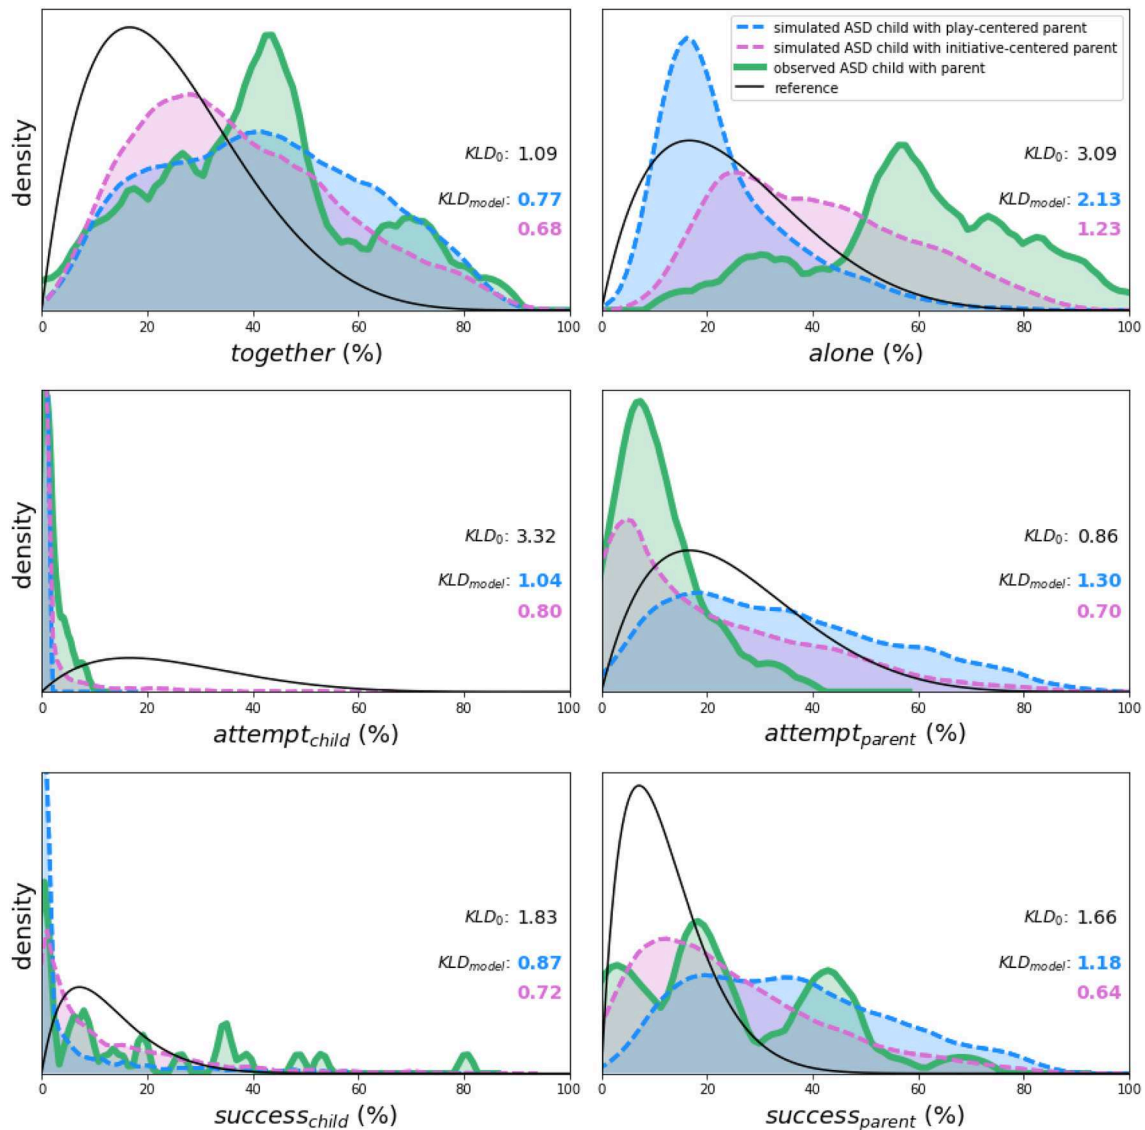 density
KLD0: 1.09
KLDmodel: 0.77
0.68
0 20 40 60 80 100
together (%)
simulated ASD child with play-centered parent
simulated ASD child with initiative-centered parent
observed ASD child with parent
reference
KLD0: 3.09
KLDmodel: 2.13
1.23
0 20 40 60 80 100
alone (%)
density
KLD0: 3.32
KLDmodel: 1.04
0.80
0 20 40 60 80 100
attemptchild (%)
KLD0: 0.86
KLDmodel: 1.30
0.70
0 20 40 60 80 100
attemptparent (%)
density
KLD0: 1.83
KLDmodel: 0.87
0.72
0 20 40 60 80 100
successchild (%)
KLD0: 1.66
KLDmodel: 1.18
0.64
0 20 40 60 80 100
successparent (%)